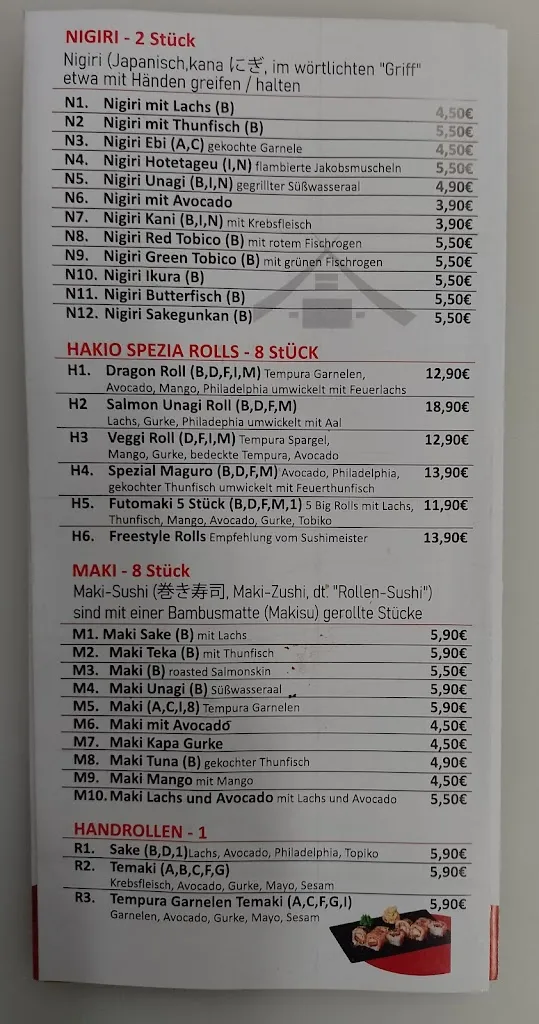 NIGIRI - 2 Stück
Nigiri (Japanisch,kana にぎ, im wörtlichten "Griff"
etwa mit Händen greifen / halten
N1. Nigiri mit Lachs (B) 4,50€
N2 Nigiri mit Thunfisch (B) 5,50€
N3. Nigiri Ebi (A,C) gekochte Garnele 4,50€
N4. Nigiri Hotetageu (I,N) flambierte Jakobsmuscheln 5,50€
N5. Nigiri Unagi (B,I,N) gegrillter Süßwasseraal 4,90€
N6. Nigiri mit Avocado 3,90€
N7. Nigiri Kani (B,I,N) mit Krebsfleisch 3,90€
N8. Nigiri Red Tobico (B) mit rotem Fischrogen 5,50€
N9. Nigiri Green Tobico (B) mit grünen Fischrogen 5,50€
N10. Nigiri Ikura (B) 5,50€
N11. Nigiri Butterfisch (B) 5,50€
N12. Nigiri Sakegunkan (B) 5,50€
HAKIO SPEZIA ROLLS - 8 StÜCK
H1. Dragon Roll (B,D,F,I,M) Tempura Garnelen, 12,90€
Avocado, Mango, Philadelphia umwickelt mit Feuerlachs
H2 Salmon Unagi Roll (B,D,F,M) 18,90€
Lachs, Gurke, Philadephia umwickelt mit Aal
H3 Veggi Roll (D,F,I,M) Tempura Spargel, 12,90€
Mango, Gurke, bedeckte Tempura, Avocado
H4. Spezial Maguro (B,D,F,M) Avocado, Philadelphia, 13,90€
gekochter Thunfisch umwickelt mit Feuerthunfisch
H5. Futomaki 5 Stück (B,D,F,M,1) 5 Big Rolls mit Lachs, 11,90€
Thunfisch, Mango, Avocado, Gurke, Tobiko
H6. Freestyle Rolls Empfehlung vom Sushimeister 13,90€
MAKI - 8 Stück
Maki-Sushi (巻き寿司, Maki-Zushi, dt. "Rollen-Sushi")
sind mit einer Bambusmatte (Makisu) gerollte Stücke
M1. Maki Sake (B) mit Lachs 5,90€
M2. Maki Teka (B) mit Thunfisch 5,90€
M3. Maki (B) roasted Salmonskin 5,50€
M4. Maki Unagi (B) Süßwasseraal 5,90€
M5. Maki (A,C,I,8) Tempura Garnelen 5,90€
M6. Maki mit Avocado 4,50€
M7. Maki Kapa Gurke 4,50€
M8. Maki Tuna (B) gekochter Thunfisch 4,90€
M9. Maki Mango mit Mango 4,50€
M10. Maki Lachs und Avocado mit Lachs und Avocado 5,50€
HANDROLLEN - 1
R1. Sake (B,D,1)Lachs, Avocado, Philadelphia, Topiko 5,90€
R2. Temaki (A,B,C,F,G) 5,90€
Krebsfleisch, Avocado, Gurke, Mayo, Sesam
R3. Tempura Garnelen Temaki (A,C,F,G,I) 5,90€
Garnelen, Avocado, Gurke, Mayo, Sesam